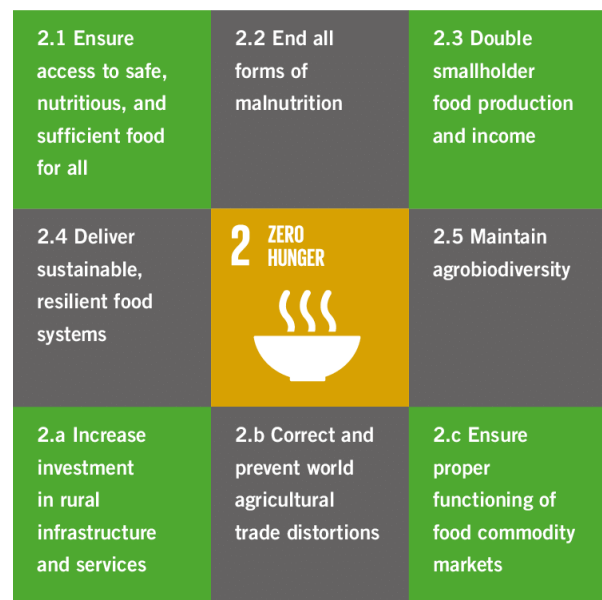 2.1 Ensure
access to safe,
nutritious, and
sufficient food
for all
2.2 End all
forms of
malnutrition
2.3 Double
smallholder
food production
and income
2.4 Deliver
sustainable,
resilient food
systems
2 ZERO
HUNGER
2.5 Maintain
agrobiodiversity
2.a Increase
investment
in rural
infrastructure
and services
2.b Correct and
prevent world
agricultural
trade distortions
2.c Ensure
proper
functioning of
food commodity
markets